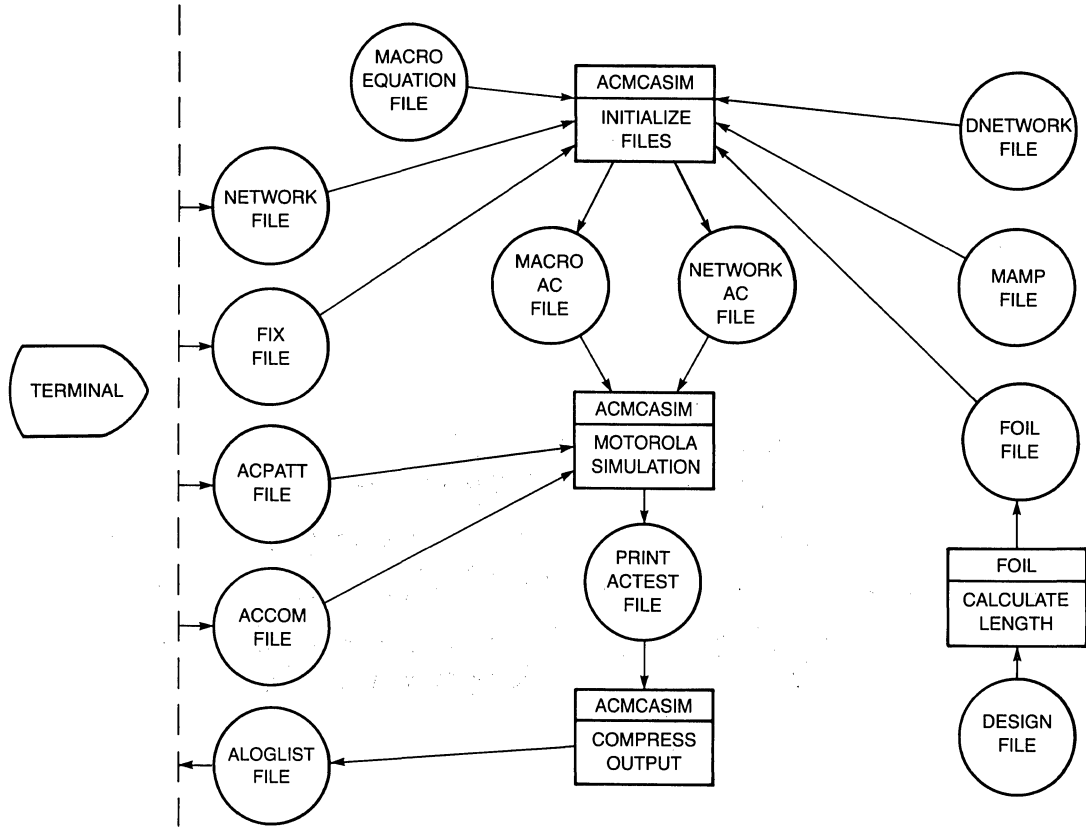 MACRO
EQUATION
FILE
ACMCASIM
INITIALIZE
FILES
DNETWORK
FILE
NETWORK
FILE
MACRO
AC
FILE
NETWORK
AC
FILE
MAMP
FILE
FIX
FILE
TERMINAL
ACMCASIM
MOTOROLA
SIMULATION
FOIL
FILE
ACPATT
FILE
PRINT
ACTEST
FILE
FOIL
CALCULATE
LENGTH
ACCOM
FILE
ACMCASIM
COMPRESS
OUTPUT
DESIGN
FILE
ALOGLIST
FILE